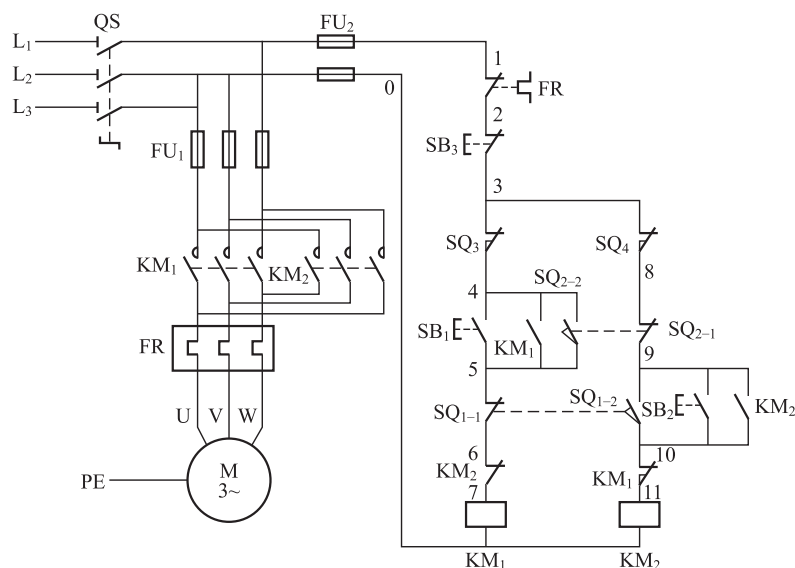 QS
FU₂
L₁
L₂
L₃
0
1
FR
2
SB₃
FU₁
3
SQ₃
SQ₄
8
KM₁
KM₂
SQ₂₋₂
4
SB₁
KM₁
SQ₂₋₁
9
FR
5
SQ₁₋₂
SB₂
KM₂
SQ₁₋₁
U
V
W
6
10
M
3~
PE
KM₂
KM₁
7
11
KM₁
KM₂